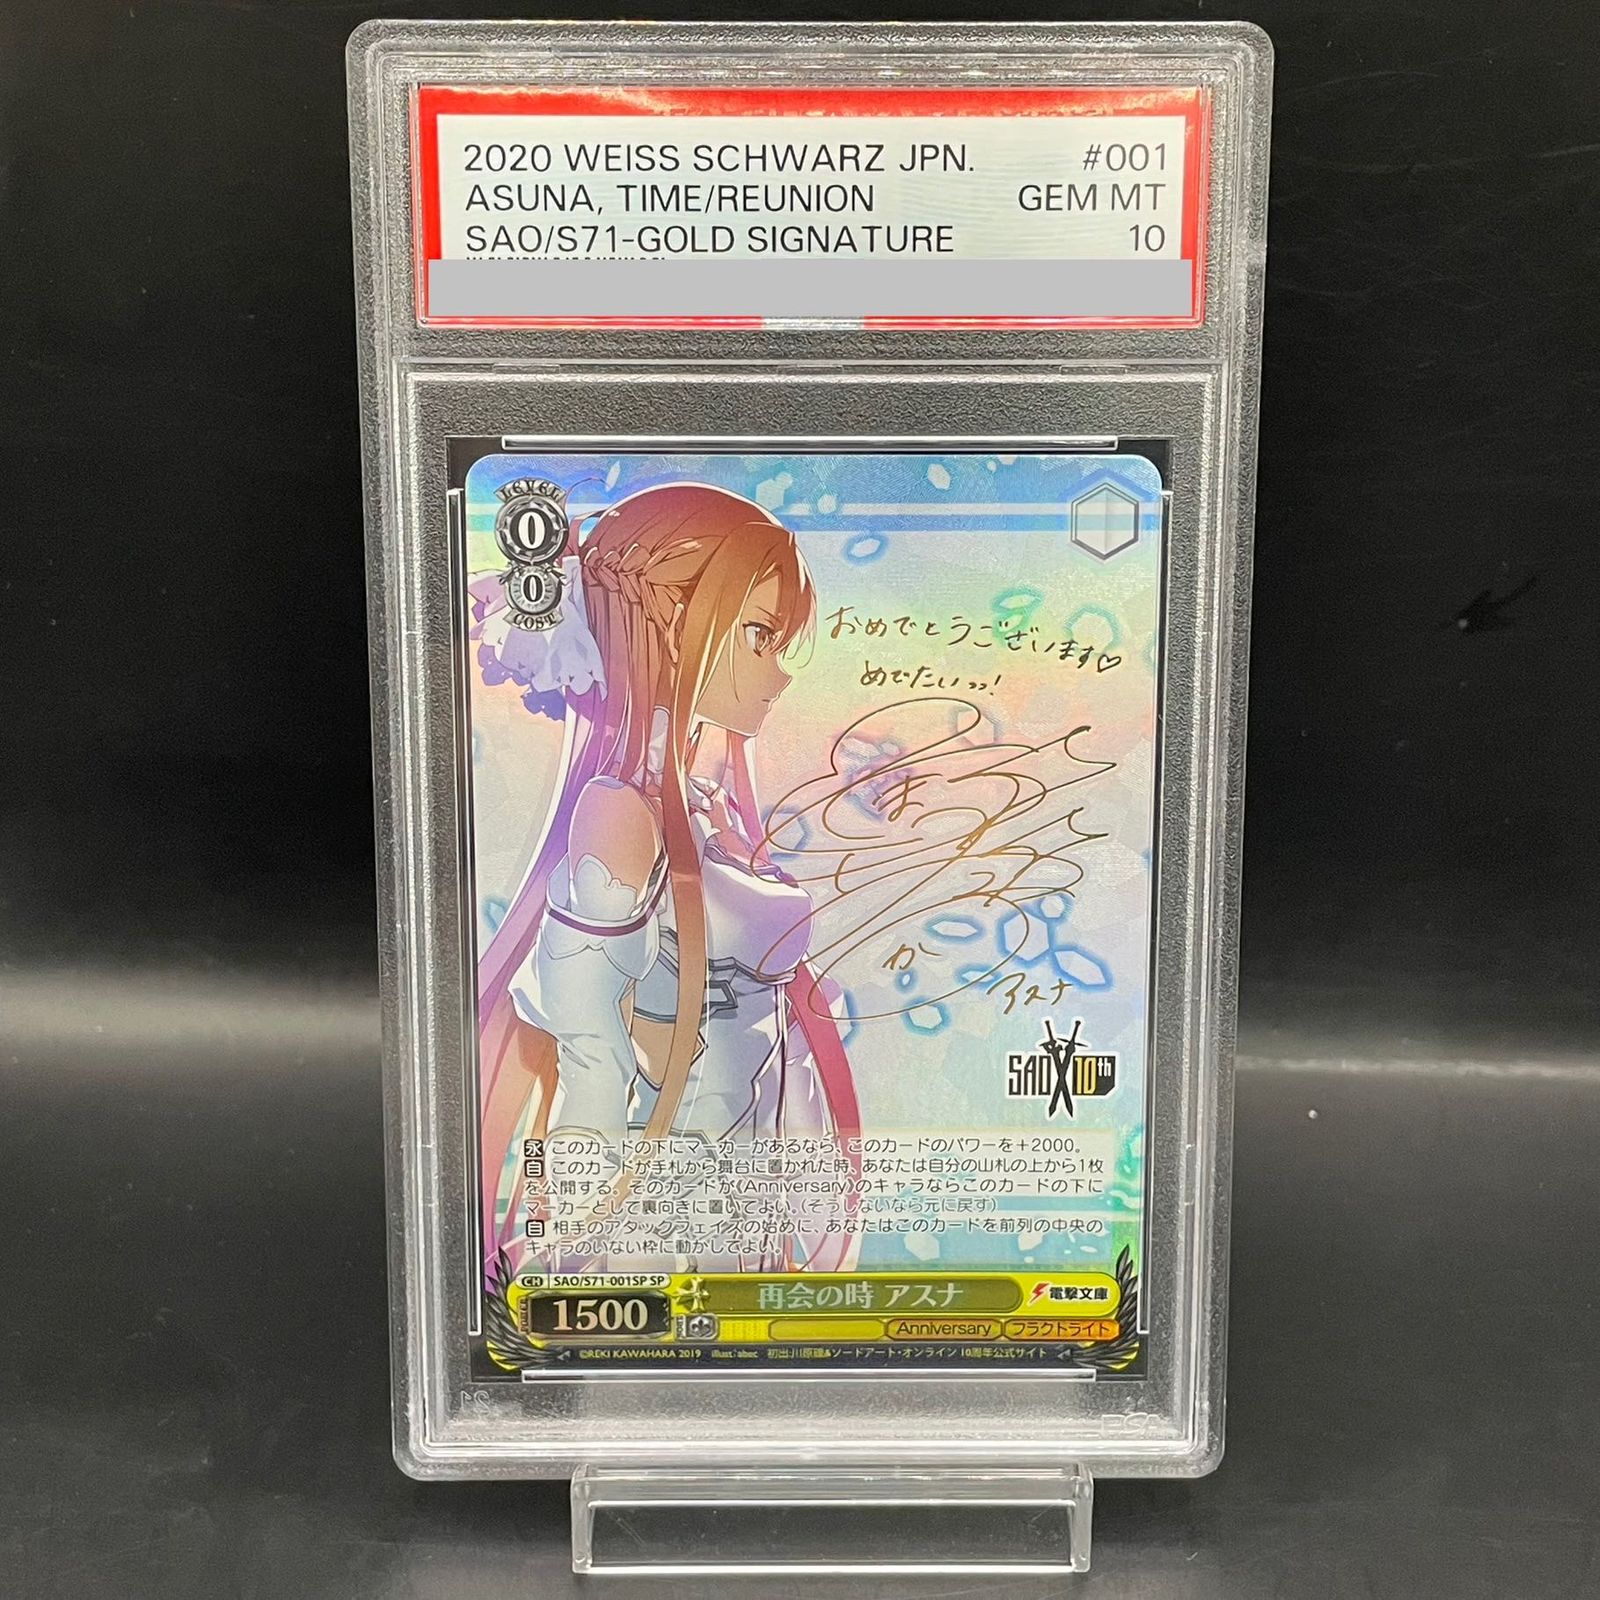 2020 WEISS SCHWARZ JPN. #001
ASUNA, TIME/REUNION GEM MT
SAO/S71-GOLD SIGNATURE 10
LEVEL
0
0
COST
おめでとうございます♡
めでたいっっ!
アスナ
SAO 10th
永 このカードの下にマーカーがあるなら、このカードのパワーを+2000。
自 このカードが手札から舞台に置かれた時、あなたは自分の山札の上から1枚
を公開する。そのカードが《Anniversary》のキャラならこのカードの下に
マーカーとして裏向きに置いてよい。(そうしないなら元に戻す)
自 相手のアタックフェイズの始めに、あなたはこのカードを前列の中央の
キャラのいない枠に動かしてよい。
CH SAO/S71-001SP SP
再会の時 アスナ
電撃文庫
POWER 1500
SOUL
Anniversary フラクトライト
©REKI KAWAHARA 2019 illust:abec 初出:川原礫&ソードアート・オンライン 10周年公式サイト
PSA